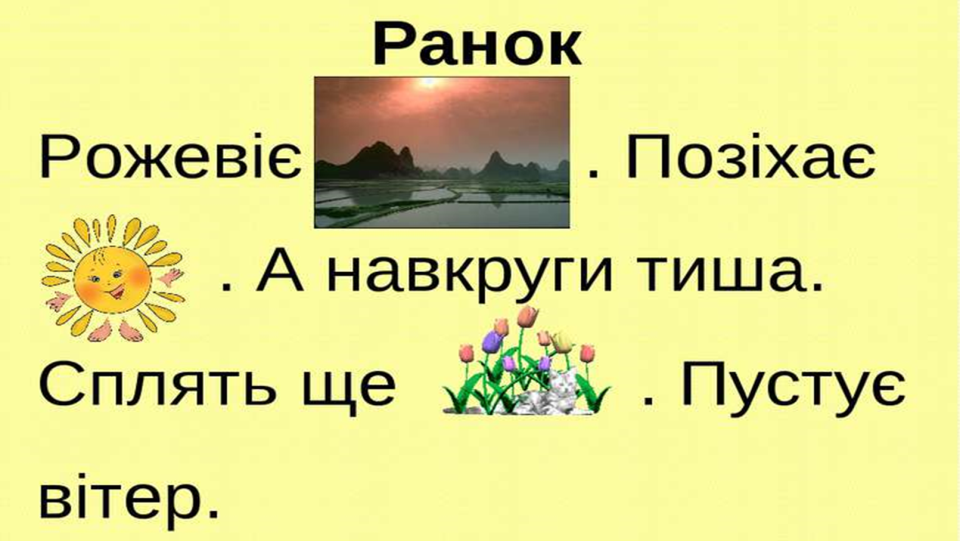 Ранок
Рожевіє . Позіхає
. А навкруги тиша.
Сплять ще . Пустує
вітер.